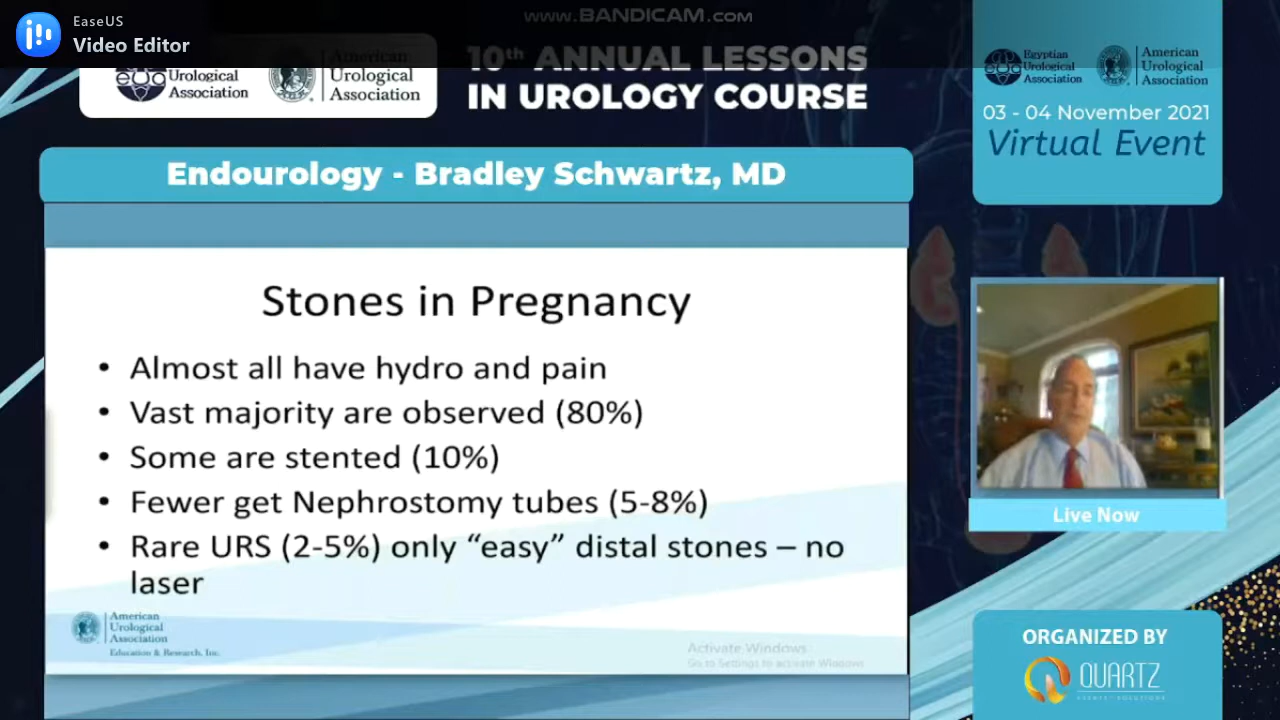 EaseUS
Video Editor
WWW.BANDICAM.COM
Egyptian
Urological
Association
American
Urological
Association
10th ANNUAL LESSONS
IN UROLOGY COURSE
American
Urological
Association
03 - 04 November 2021
Virtual Event
Endourology - Bradley Schwartz, MD
Stones in Pregnancy
• Almost all have hydro and pain
• Vast majority are observed (80%)
• Some are stented (10%)
• Fewer get Nephrostomy tubes (5-8%)
• Rare URS (2-5%) only “easy” distal stones – no
laser
American
Urological
Association
Education & Research, Inc.
Activate Windows
Go to Settings to activate Windows
Live Now
ORGANIZED BY
QUARTZ